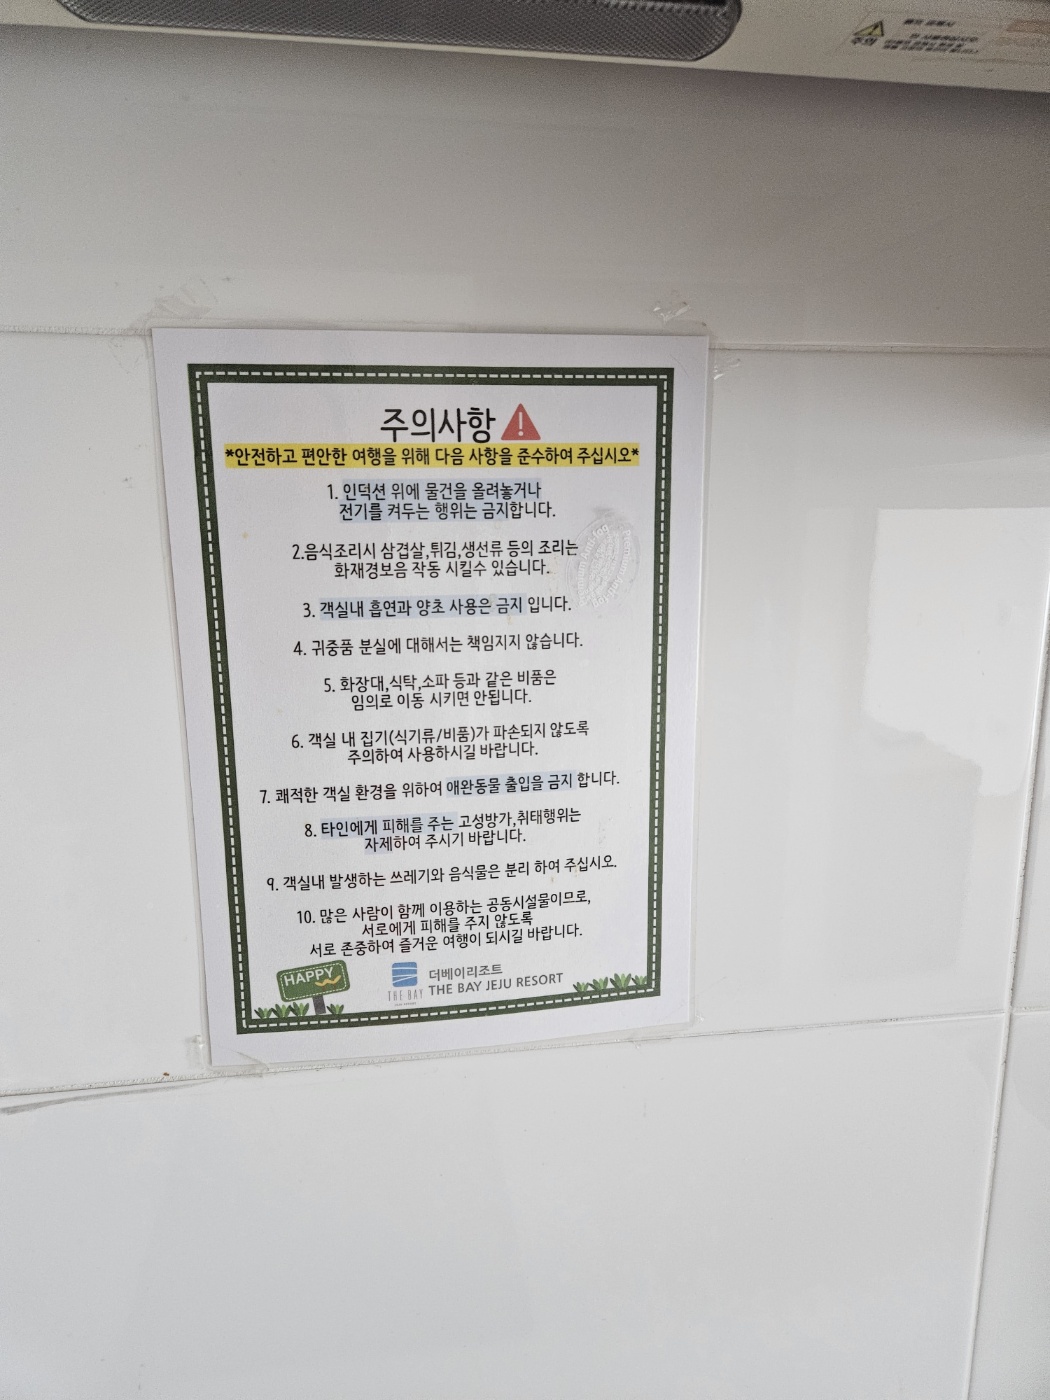 주의
주의사항
*안전하고 편안한 여행을 위해 다음 사항을 준수하여 주십시오*
1. 인덕션 위에 물건을 올려놓거나
전기를 켜두는 행위는 금지합니다.
2.음식조리시 삼겹살,튀김,생선류 등의 조리는
화재경보음 작동 시킬수 있습니다.
3. 객실내 흡연과 양초 사용은 금지 입니다.
4. 귀중품 분실에 대해서는 책임지지 않습니다.
5. 화장대,식탁,소파 등과 같은 비품은
임의로 이동 시키면 안됩니다.
6. 객실 내 집기(식기류/비품)가 파손되지 않도록
주의하여 사용하시길 바랍니다.
7. 쾌적한 객실 환경을 위하여 애완동물 출입을 금지 합니다.
8. 타인에게 피해를 주는 고성방가,취태행위는
자제하여 주시기 바랍니다.
9. 객실내 발생하는 쓰레기와 음식물은 분리 하여 주십시오.
10. 많은 사람이 함께 이용하는 공동시설물이므로,
서로에게 피해를 주지 않도록
서로 존중하여 즐거운 여행이 되시길 바랍니다.
HAPPY
THE BAY
더베이리조트
THE BAY JEJU RESORT